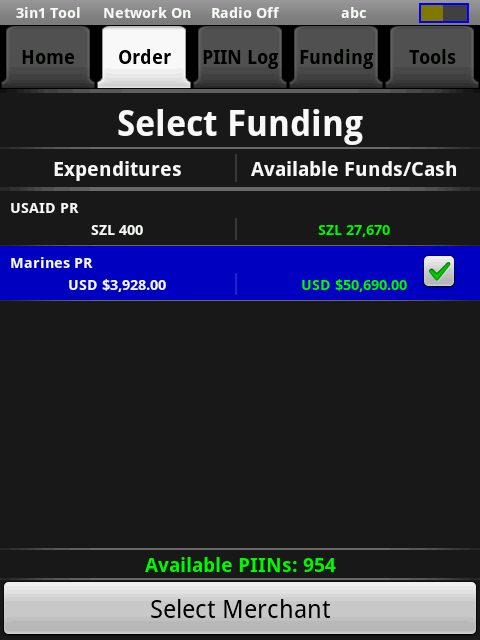 3in1 Tool Network On Radio Off abc
Home Order PIIN Log Funding Tools
Select Funding
Expenditures Available Funds/Cash
USAID PR
SZL 400 SZL 27,670
Marines PR
USD $3,928.00 USD $50,690.00
Available PIINs: 954
Select Merchant